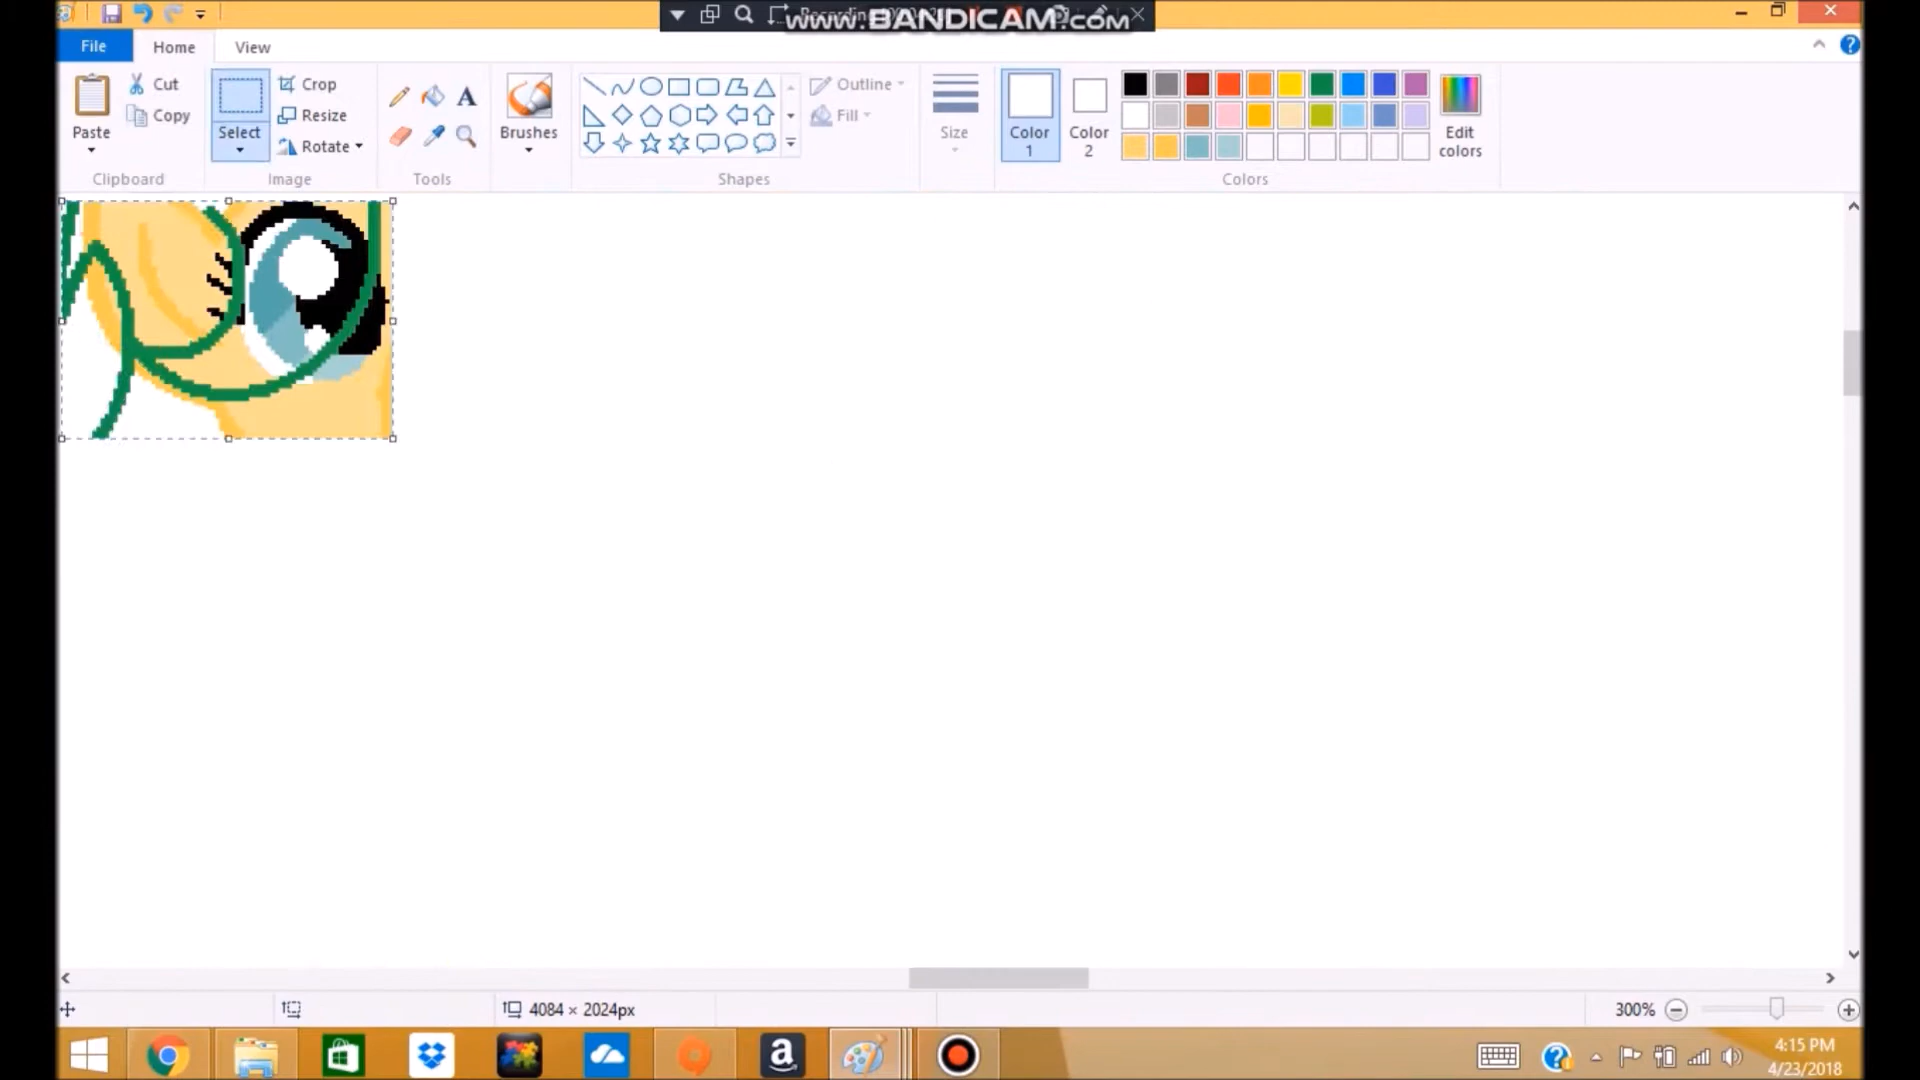 www.BANDICAM.com
File Home View
Paste
Cut
Copy
Clipboard
Select
Crop
Resize
Rotate
Image
A
Tools
Brushes
Shapes
Outline
Fill
Size
Color 1
Color 2
Edit colors
Colors
4084 × 2024px
300%
4:15 PM
4/23/2018